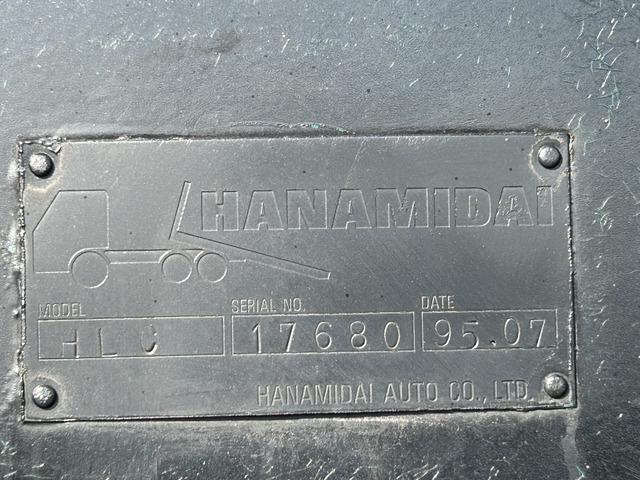 HANAMIDAI
MODEL SERIAL NO. DATE
HLC 17680 95.07
HANAMIDAI AUTO CO., LTD.